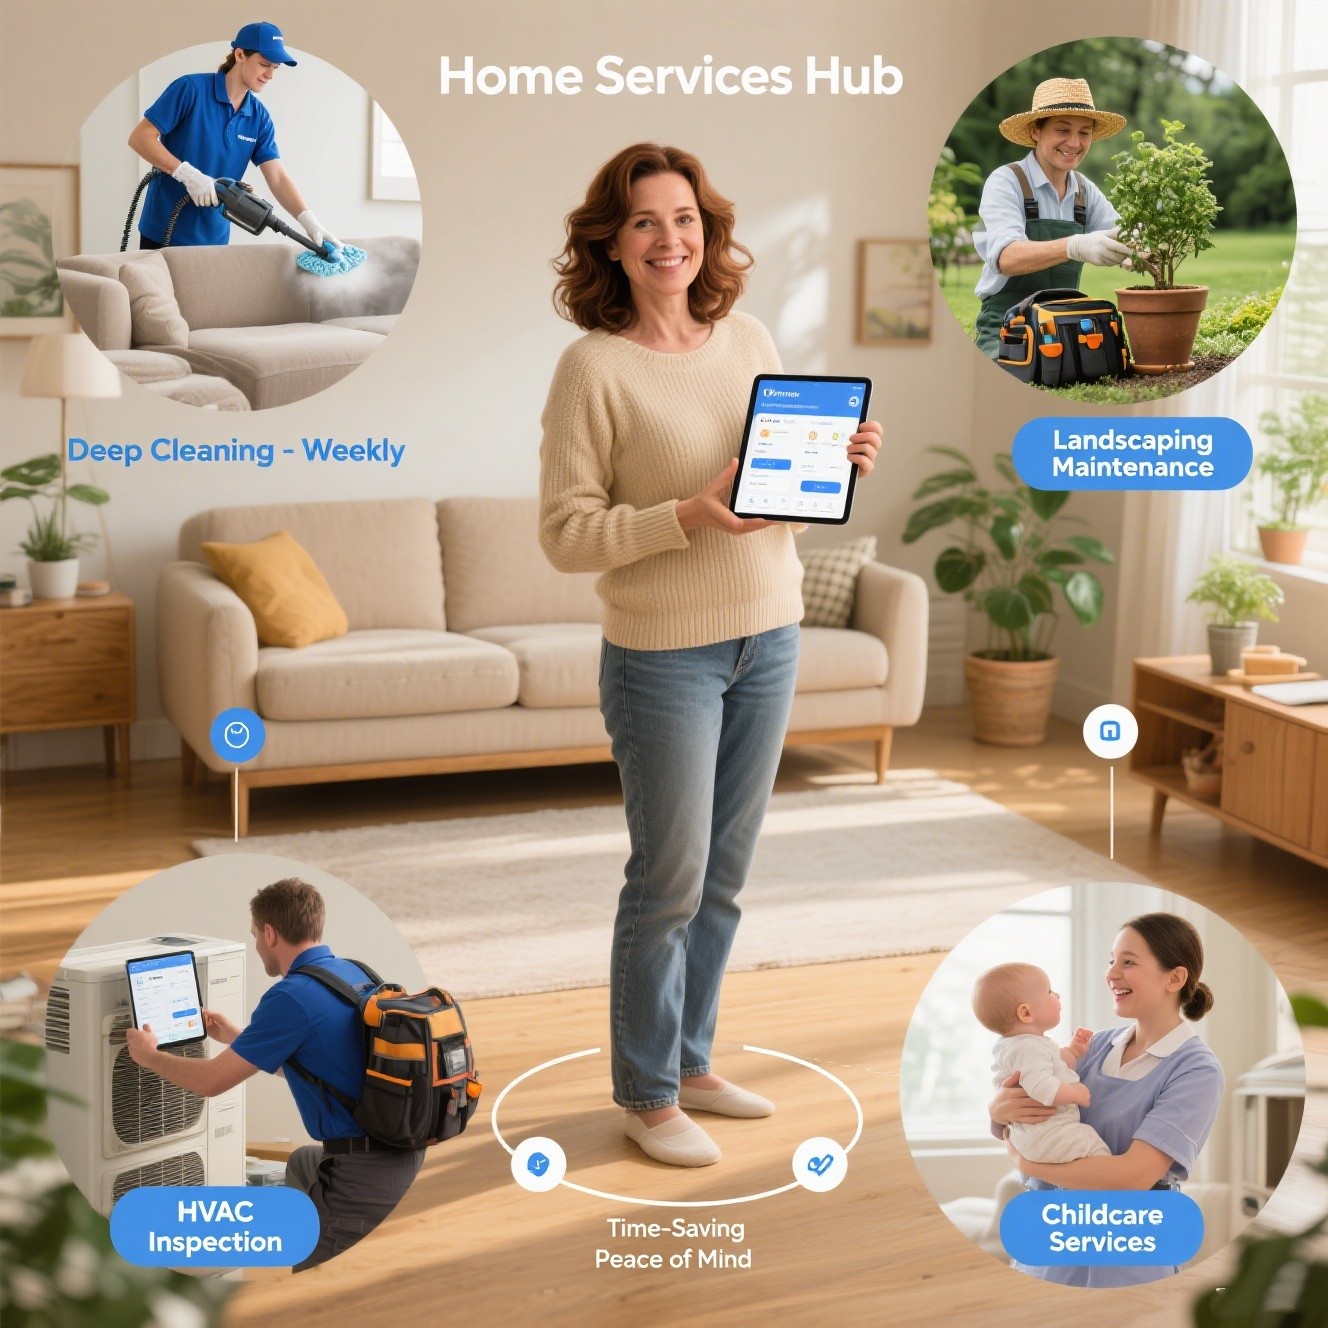 Home Services Hub
Deep Cleaning - Weekly
Landscaping
Maintenance
HVAC
Inspection
Childcare
Services
Time-Saving
Peace of Mind